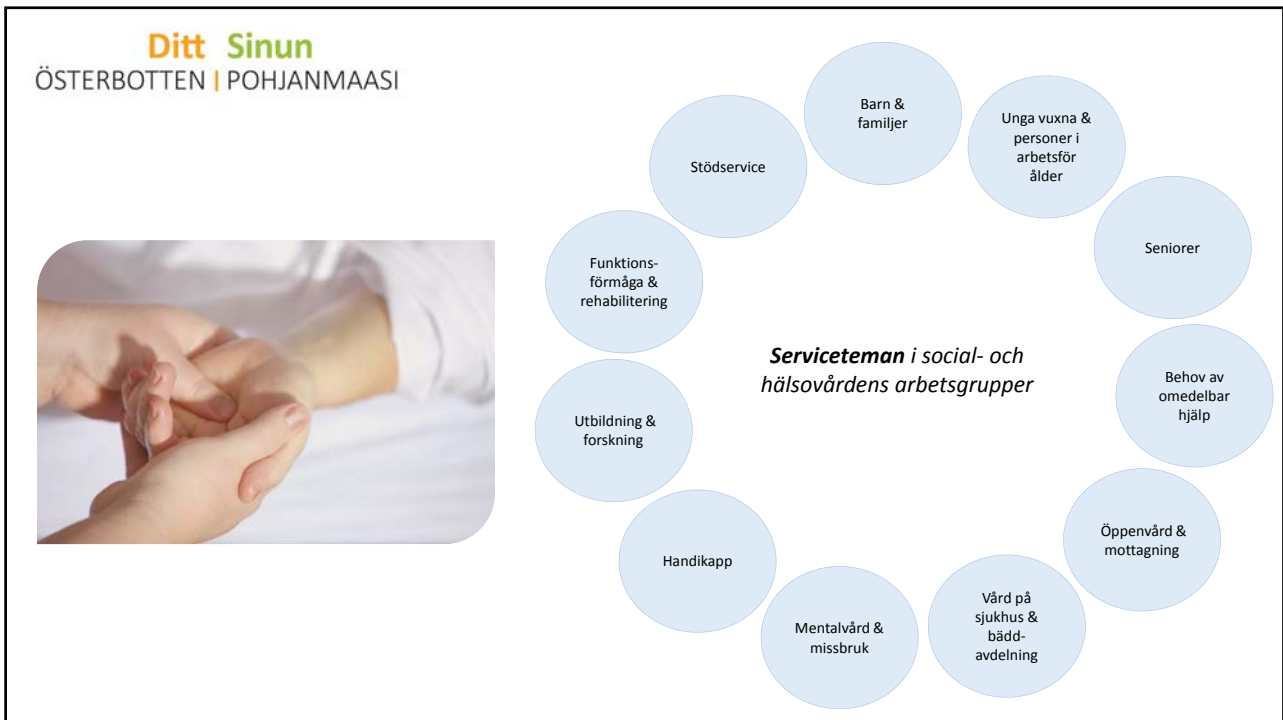 Ditt Sinun
ÖSTERBOTTEN | POHJANMAASI
Barn &
familjer
Unga vuxna &
personer i
arbetsför
ålder
Seniorer
Behov av
omedelbar
hjälp
Öppenvård &
mottagning
Vård på
sjukhus &
bädd-
avdelning
Mentalvård &
missbruk
Handikapp
Utbildning &
forskning
Funktions-
förmåga &
rehabilitering
Stödservice
Serviceteman i social- och
hälsovårdens arbetsgrupper